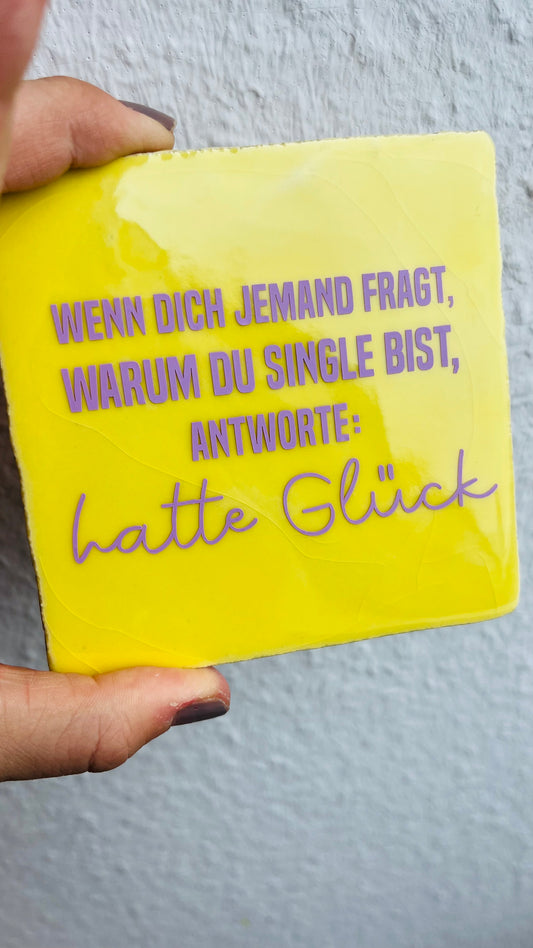 WENN DICH JEMAND FRAGT,
WARUM DU SINGLE BIST,
ANTWORTE:
hatte Glück